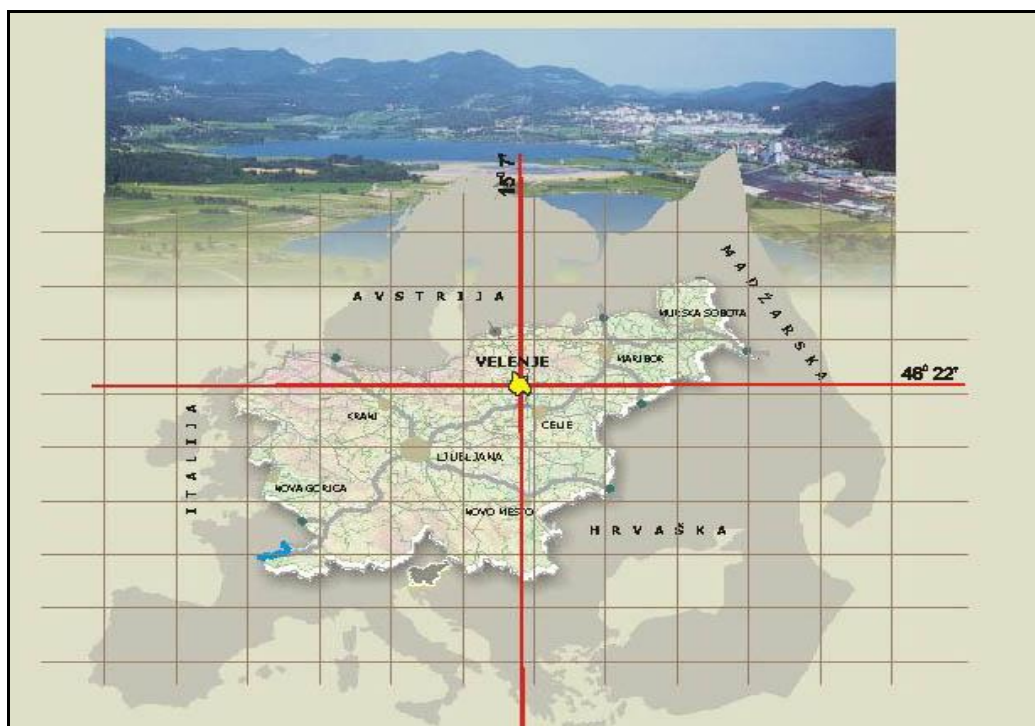 15° 7'
AVSTRIJA
MADŽARSKA
MURSKA SOBOTA
VELENJE
MARIBOR
46° 22'
KRANJ
CELJE
ITALIJA
LJUBLJANA
NOVA GORICA
NOVO MESTO
HRVAŠKA